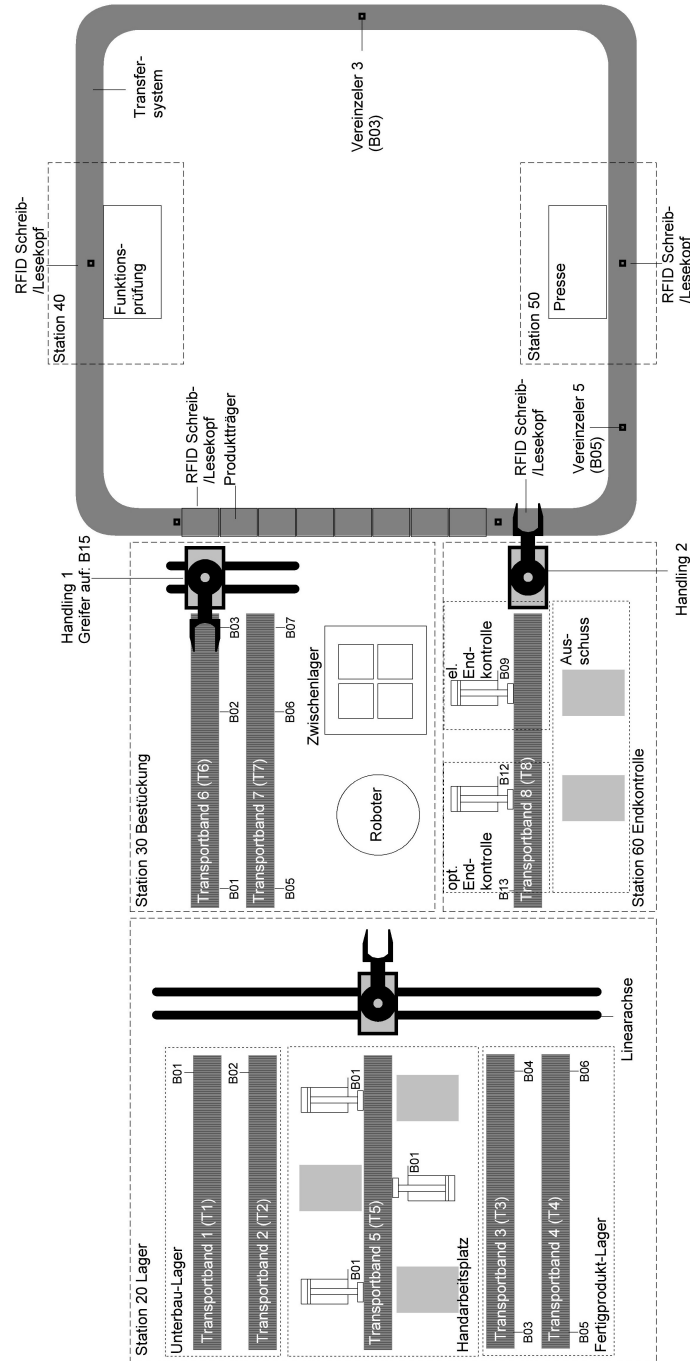 Transfer-
system
Vereinzeler 3
(B03)
RFID Schreib-
/Lesekopf
Station 40
Funktions-
prüfung
RFID Schreib-
/Lesekopf
Station 50
Presse
RFID Schreib-
/Lesekopf
Produktträger
RFID Schreib-
/Lesekopf
Vereinzeler 5
(B05)
Handling 1
Greifer auf: B15
Handling 2
Station 30 Bestückung
Transportband 6 (T6)
B01
B02
B03
Transportband 7 (T7)
B05
B06
B07
Zwischenlager
Roboter
el.
End-
kontrolle
B09
opt.
End-
kontrolle
B12
B13
Transportband 8 (T8)
Aus-
schuss
Station 60 Endkontrolle
Station 20 Lager
Unterbau-Lager
Transportband 1 (T1)
B01
Transportband 2 (T2)
B02
B01
B01
Transportband 5 (T5)
B01
Handarbeitsplatz
Transportband 3 (T3)
B03
B04
Transportband 4 (T4)
B05
B06
Fertigprodukt-Lager
Linearachse